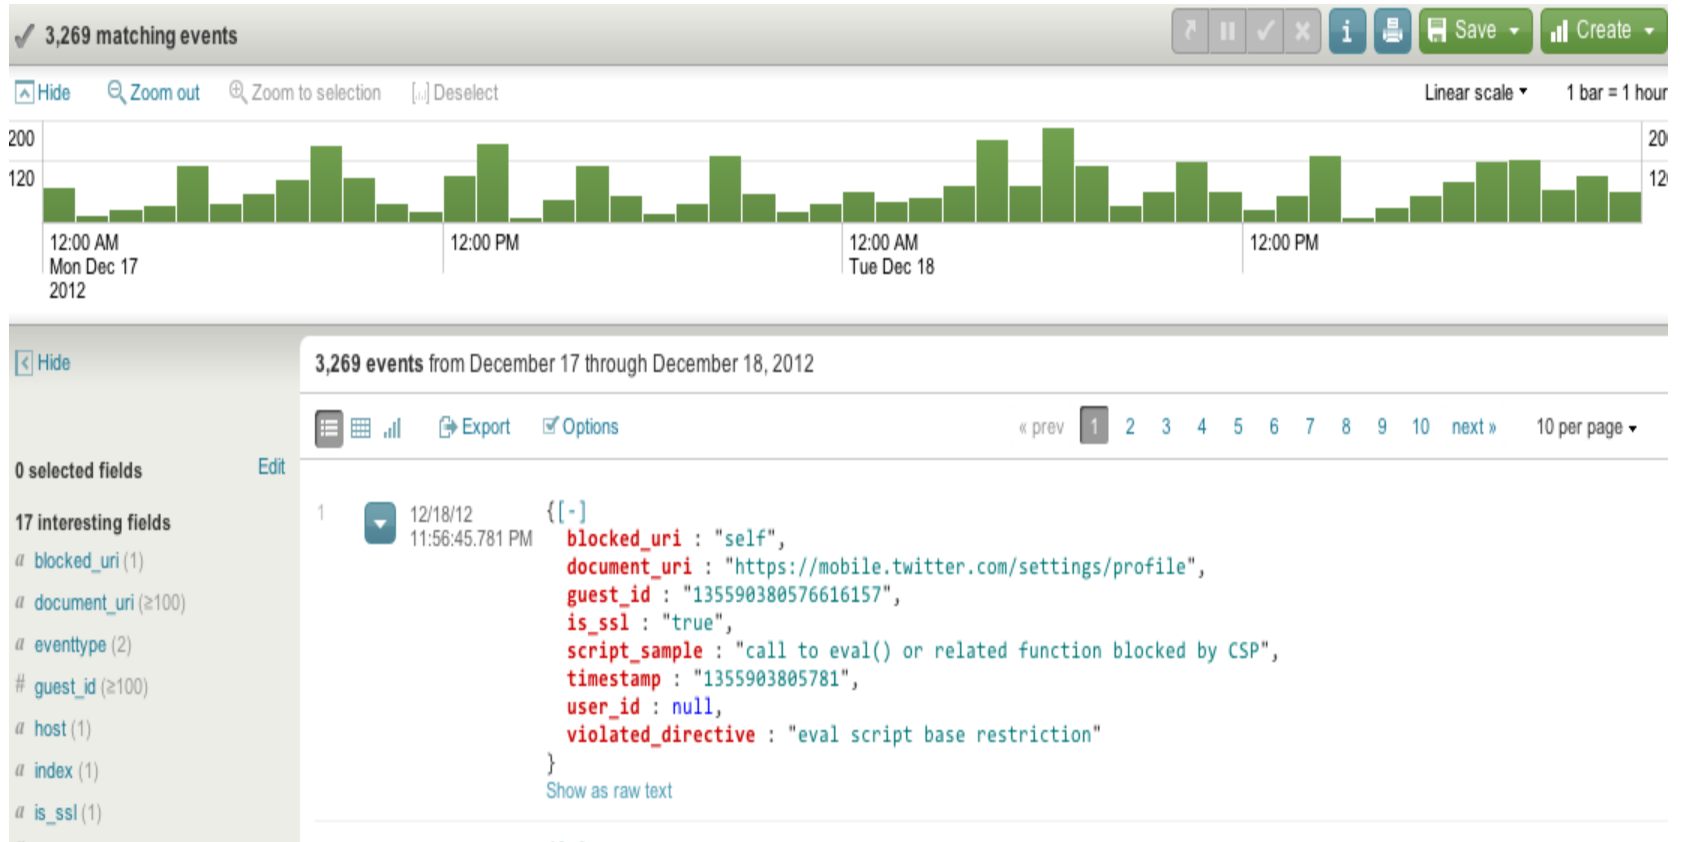 3,269 matching events
i
Save
Create
Hide
Zoom out
Zoom to selection
Deselect
Linear scale
1 bar = 1 hour
200
120
20
12
12:00 AM
Mon Dec 17
2012
12:00 PM
12:00 AM
Tue Dec 18
12:00 PM
Hide
3,269 events from December 17 through December 18, 2012
Export
Options
« prev 1 2 3 4 5 6 7 8 9 10 next »
10 per page
0 selected fields
Edit
17 interesting fields
a blocked_uri (1)
a document_uri (≥100)
a eventtype (2)
# guest_id (≥100)
a host (1)
a index (1)
a is_ssl (1)
1
12/18/12
11:56:45.781 PM
{[-]
blocked_uri : "self",
document_uri : "https://mobile.twitter.com/settings/profile",
guest_id : "135590380576616157",
is_ssl : "true",
script_sample : "call to eval() or related function blocked by CSP",
timestamp : "1355903805781",
user_id : null,
violated_directive : "eval script base restriction"
}
Show as raw text